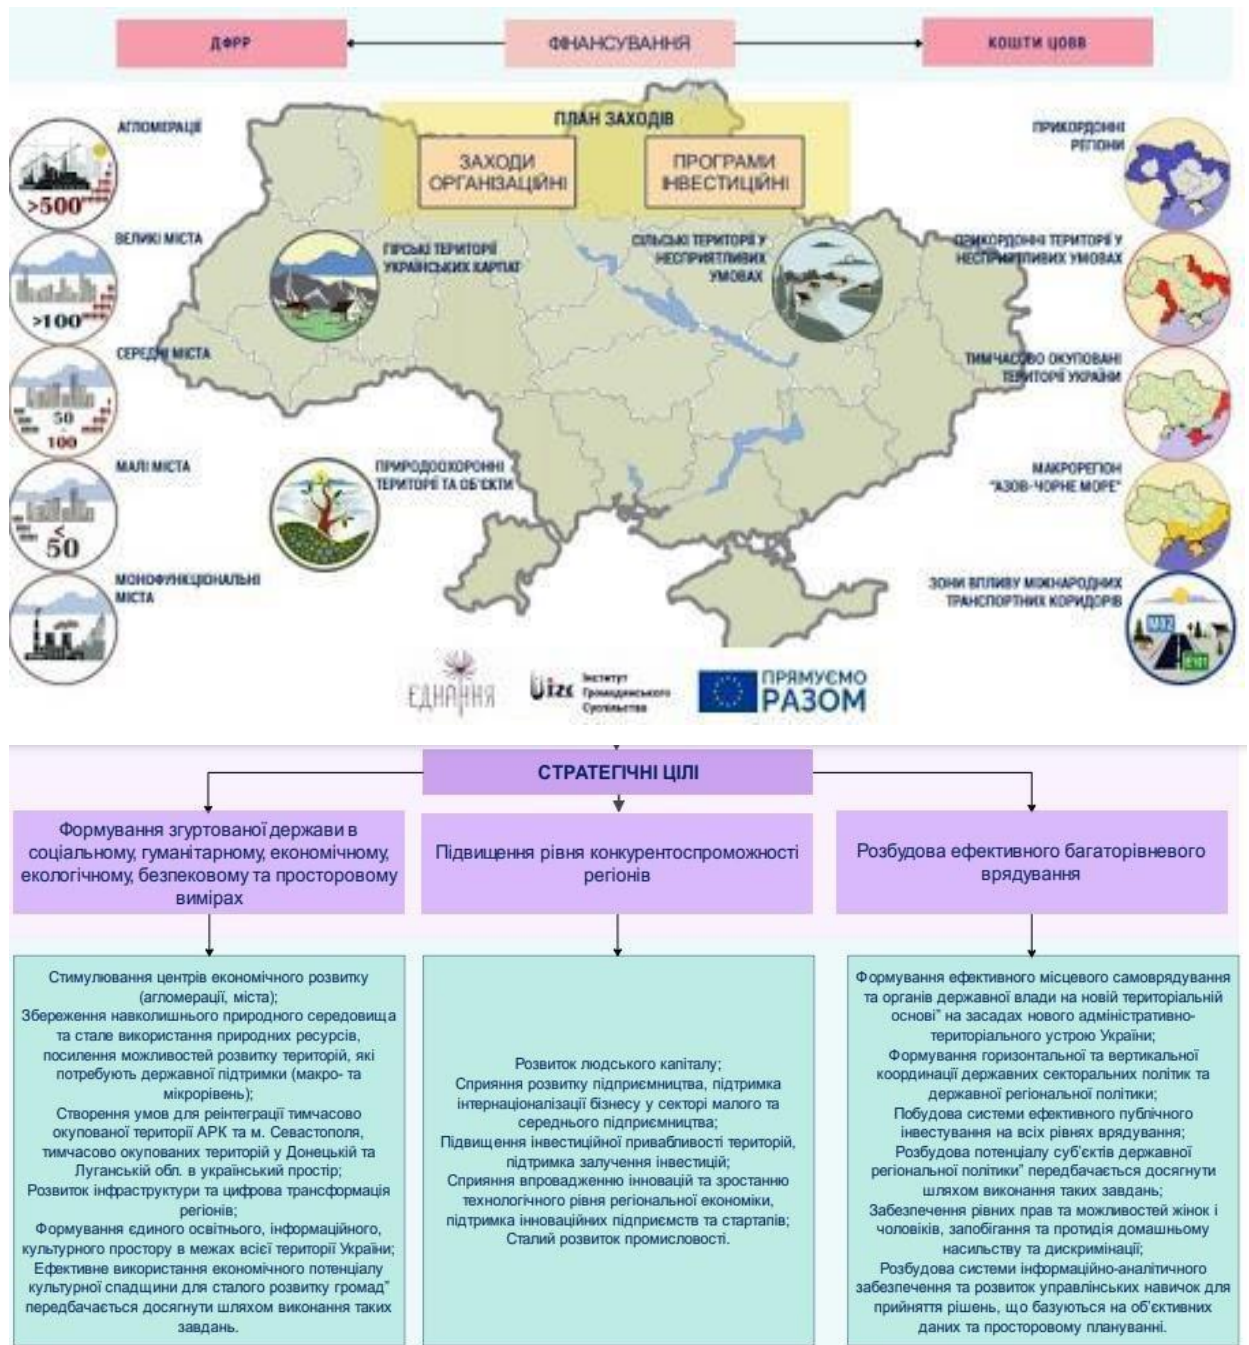 ДФРР
ФІНАНСУВАННЯ
КОШТИ ЦОВВ
ПЛАН ЗАХОДІВ
ЗАХОДИ
ОРГАНІЗАЦІЙНІ
ПРОГРАМИ
ІНВЕСТИЦІЙНІ
АГЛОМЕРАЦІЇ
>500
ВЕЛИКІ МІСТА
>100
СЕРЕДНІ МІСТА
50
-
100
МАЛІ МІСТА
<
50
МОНОФУНКЦІОНАЛЬНІ
МІСТА
ГІРСЬКІ ТЕРИТОРІЇ
УКРАЇНСЬКИХ КАРПАТ
СІЛЬСЬКІ ТЕРИТОРІЇ У
НЕСПРИЯТЛИВИХ
УМОВАХ
ПРИРОДООХОРОННІ
ТЕРИТОРІЇ ТА ОБ'ЄКТИ
ПРИКОРДОННІ
РЕГІОНИ
ПРИКОРДОННІ ТЕРИТОРІЇ У
НЕСПРИЯТЛИВИХ УМОВАХ
ТИМЧАСОВО ОКУПОВАНІ
ТЕРИТОРІЇ УКРАЇНИ
МАКРОРЕГІОН
"АЗОВ-ЧОРНЕ МОРЕ"
ЗОНИ ВПЛИВУ МІЖНАРОДНИХ
ТРАНСПОРТНИХ КОРИДОРІВ
M02
E101
ЄДНАННЯ
Інститут
Громадянського
Суспільства
ПРЯМУЄМО
РАЗОМ
СТРАТЕГІЧНІ ЦІЛІ
Формування згуртованої держави в
соціальному, гуманітарному, економічному,
екологічному, безпековому та просторовому
вимірах
Підвищення рівня конкурентоспроможності
регіонів
Розбудова ефективного багаторівневого
врядування
Стимулювання центрів економічного розвитку
(агломерації, міста);
Збереження навколишнього природного середовища
та стале використання природних ресурсів,
посилення можливостей розвитку територій, які
потребують державної підтримки (макро- та
мікрорівень);
Створення умов для реінтеграції тимчасово
окупованої території АРК та м. Севастополя,
тимчасово окупованих територій у Донецькій та
Луганській обл. в український простір;
Розвиток інфраструктури та цифрова трансформація
регіонів;
Формування єдиного освітнього, інформаційного,
культурного простору в межах всієї території України;
Ефективне використання економічного потенціалу
культурної спадщини для сталого розвитку громад”
передбачається досягнути шляхом виконання таких
завдань.
Розвиток людського капіталу;
Сприяння розвитку підприємництва, підтримка
інтернаціоналізації бізнесу у секторі малого та
середнього підприємництва;
Підвищення інвестиційної привабливості територій,
підтримка залучення інвестицій;
Сприяння впровадженню інновацій та зростанню
технологічного рівня регіональної економіки,
підтримка інноваційних підприємств та стартапів;
Сталий розвиток промисловості.
Формування ефективного місцевого самоврядування
та органів державної влади на новій територіальній
основі” на засадах нового адміністративно-
територіального устрою України;
Формування горизонтальної та вертикальної
координації державних секторальних політик та
державної регіональної політики;
Побудова системи ефективного публічного
інвестування на всіх рівнях врядування;
Розбудова потенціалу суб’єктів державної
регіональної політики” передбачається досягнути
шляхом виконання таких завдань;
Забезпечення рівних прав та можливостей жінок і
чоловіків, запобігання та протидія домашньому
насильству та дискримінації;
Розбудова системи інформаційно-аналітичного
забезпечення та розвиток управлінських навичок для
прийняття рішень, що базуються на об’єктивних
даних та просторовому плануванні.